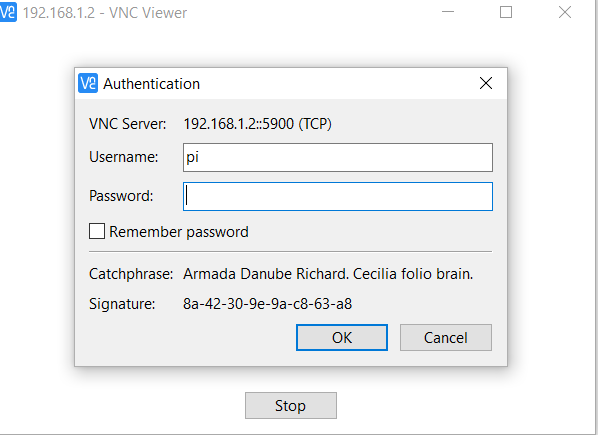 V2 192.168.1.2 - VNC Viewer
V2 Authentication
VNC Server: 192.168.1.2::5900 (TCP)
Username: pi
Password:
Remember password
Catchphrase: Armada Danube Richard. Cecilia folio brain.
Signature: 8a-42-30-9e-9a-c8-63-a8
OK Cancel
Stop